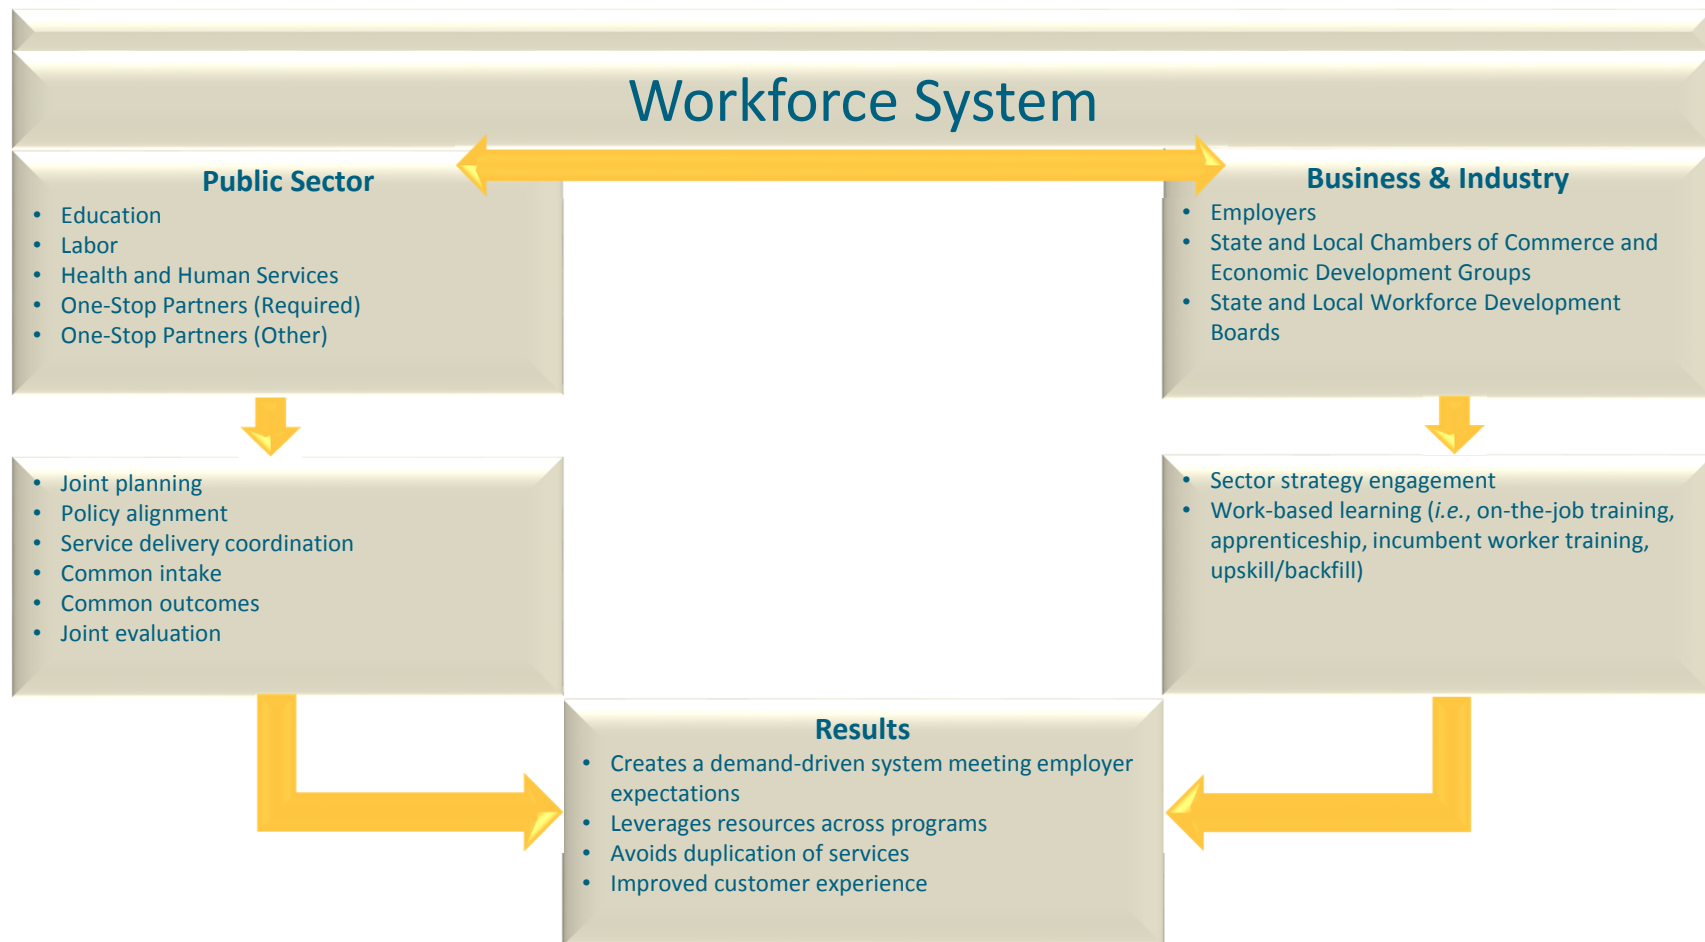 Workforce System
Public Sector
• Education
• Labor
• Health and Human Services
• One-Stop Partners (Required)
• One-Stop Partners (Other)
Business & Industry
• Employers
• State and Local Chambers of Commerce and
Economic Development Groups
• State and Local Workforce Development
Boards
• Joint planning
• Policy alignment
• Service delivery coordination
• Common intake
• Common outcomes
• Joint evaluation
• Sector strategy engagement
• Work-based learning (i.e., on-the-job training,
apprenticeship, incumbent worker training,
upskill/backfill)
Results
• Creates a demand-driven system meeting employer
expectations
• Leverages resources across programs
• Avoids duplication of services
• Improved customer experience